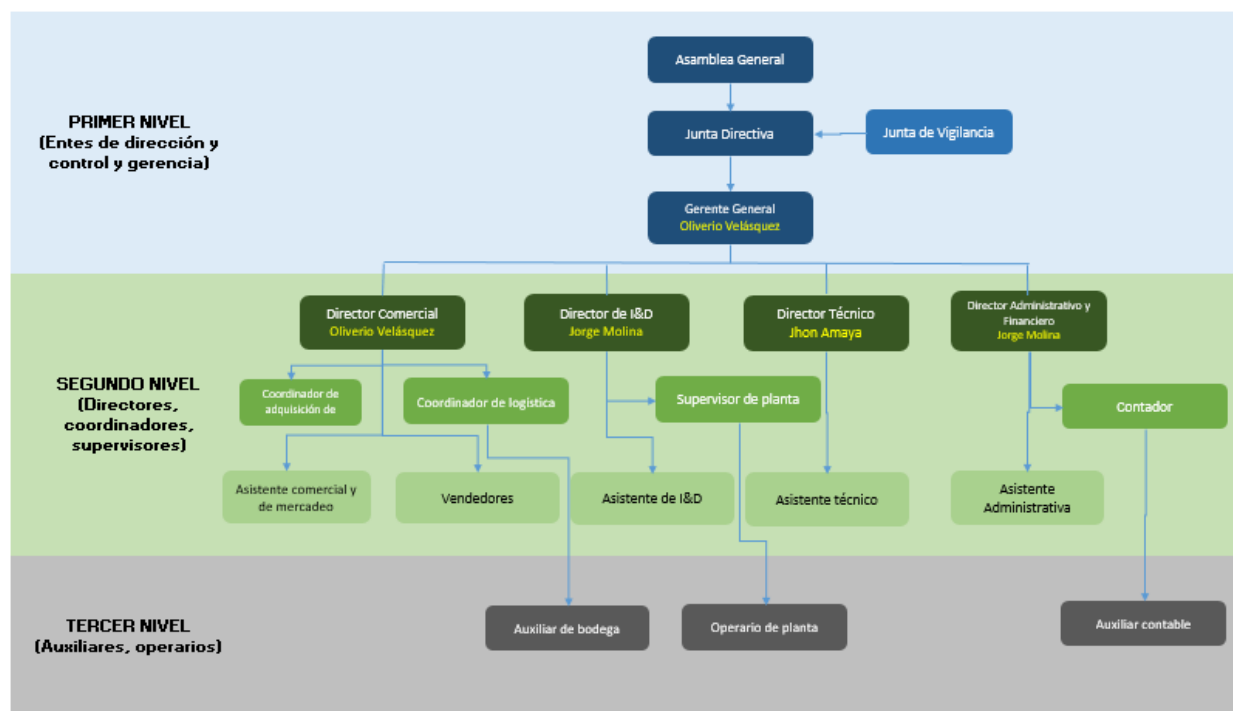 Asamblea General
PRIMER NIVEL
(Entes de dirección y
control y gerencia)
Junta Directiva
Junta de Vigilancia
Gerente General
Oliverio Velásquez
Director Comercial
Oliverio Velásquez
Director de I&D
Jorge Molina
Director Técnico
Jhon Amaya
Director Administrativo y
Financiero
Jorge Molina
SEGUNDO NIVEL
(Directores,
coordinadores,
supervisores)
Coordinador de
adquisición de
Coordinador de logística
Supervisor de planta
Contador
Asistente comercial y
de mercadeo
Vendedores
Asistente de I&D
Asistente técnico
Asistente
Administrativa
TERCER NIVEL
(Auxiliares, operarios)
Auxiliar de bodega
Operario de planta
Auxiliar contable